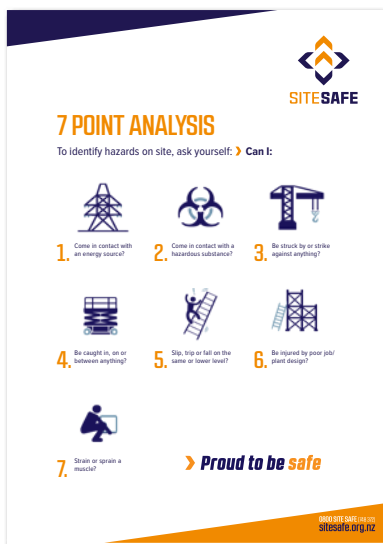 SITESAFE
7 POINT ANALYSIS
To identify hazards on site, ask yourself: Can I:
1. Come in contact with
an energy source?
2. Come in contact with a
hazardous substance?
3. Be struck by or strike
against anything?
4. Be caught in, on or
between anything?
5. Slip, trip or fall on the
same or lower level?
6. Be injured by poor job/
plant design?
7. Strain or sprain a
muscle?
Proud to be safe
0800 SITE SAFE
sitesafe.org.nz